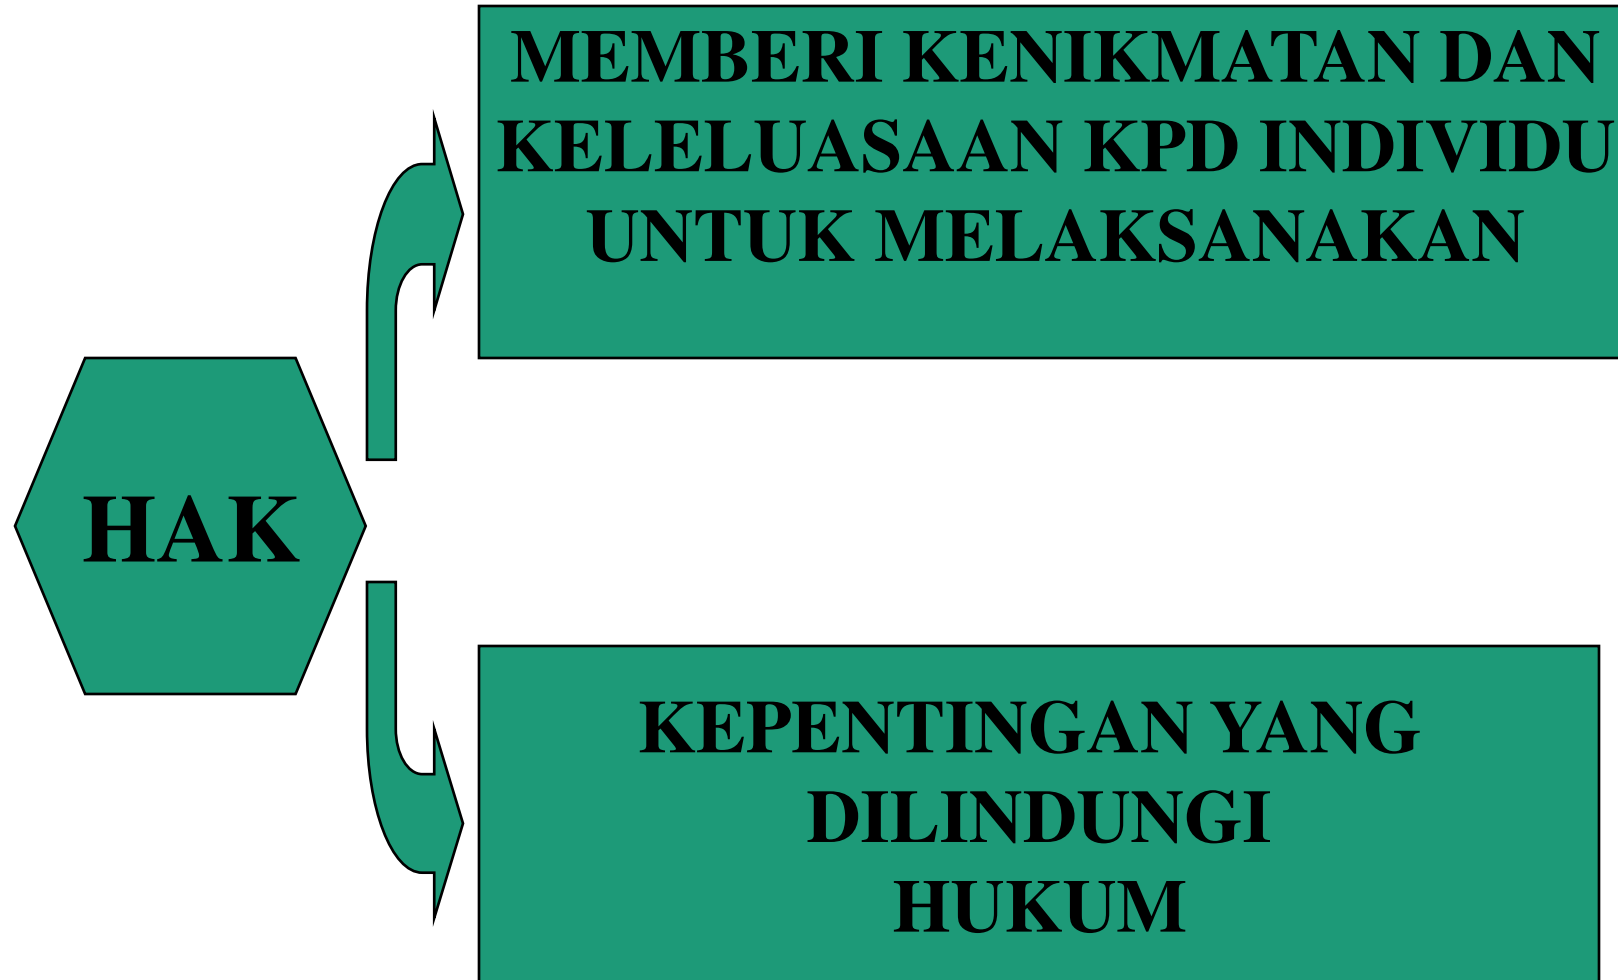 MEMBERI KENIKMATAN DAN
KELELUASAAN KPD INDIVIDU
UNTUK MELAKSANAKAN
HAK
KEPENTINGAN YANG
DILINDUNGI
HUKUM